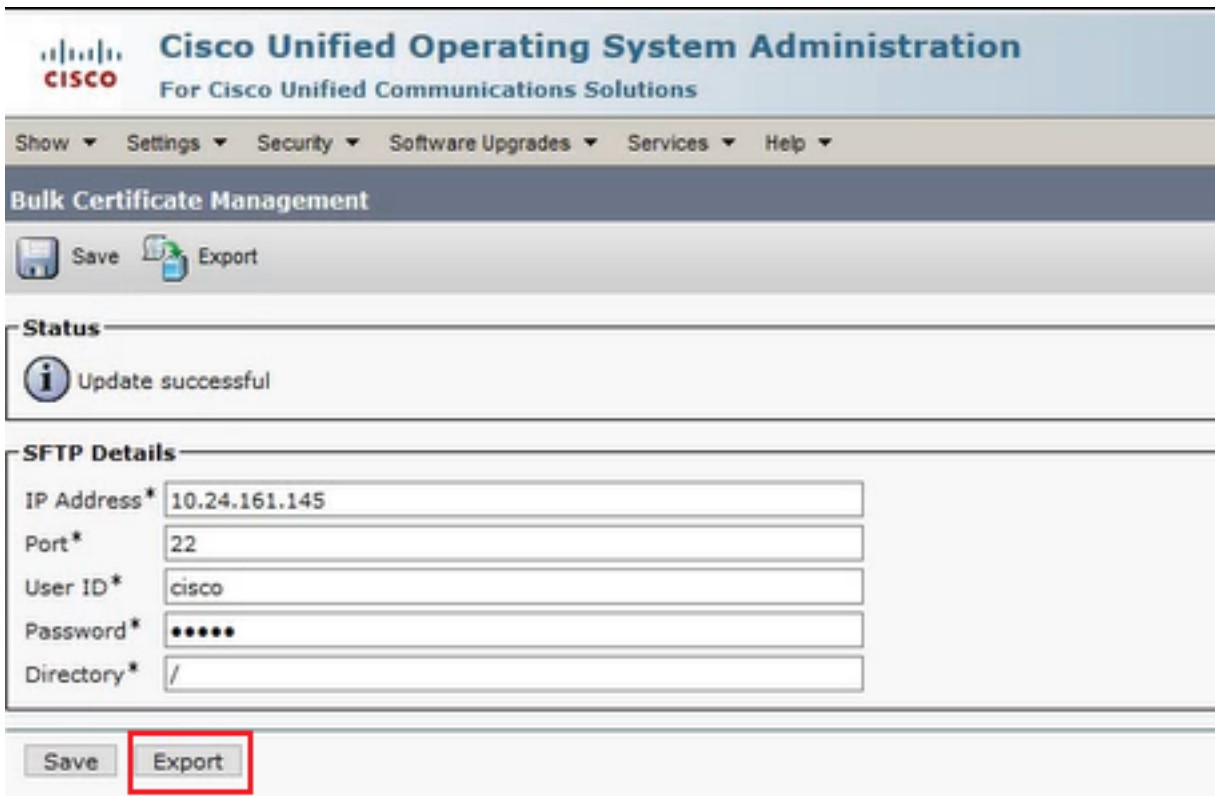 Cisco Unified Operating System Administration
CISCO
For Cisco Unified Communications Solutions
Show Settings Security Software Upgrades Services Help
Bulk Certificate Management
Save Export
Status
i Update successful
SFTP Details
IP Address* 10.24.161.145
Port* 22
User ID* cisco
Password* •••••
Directory* /
Save Export